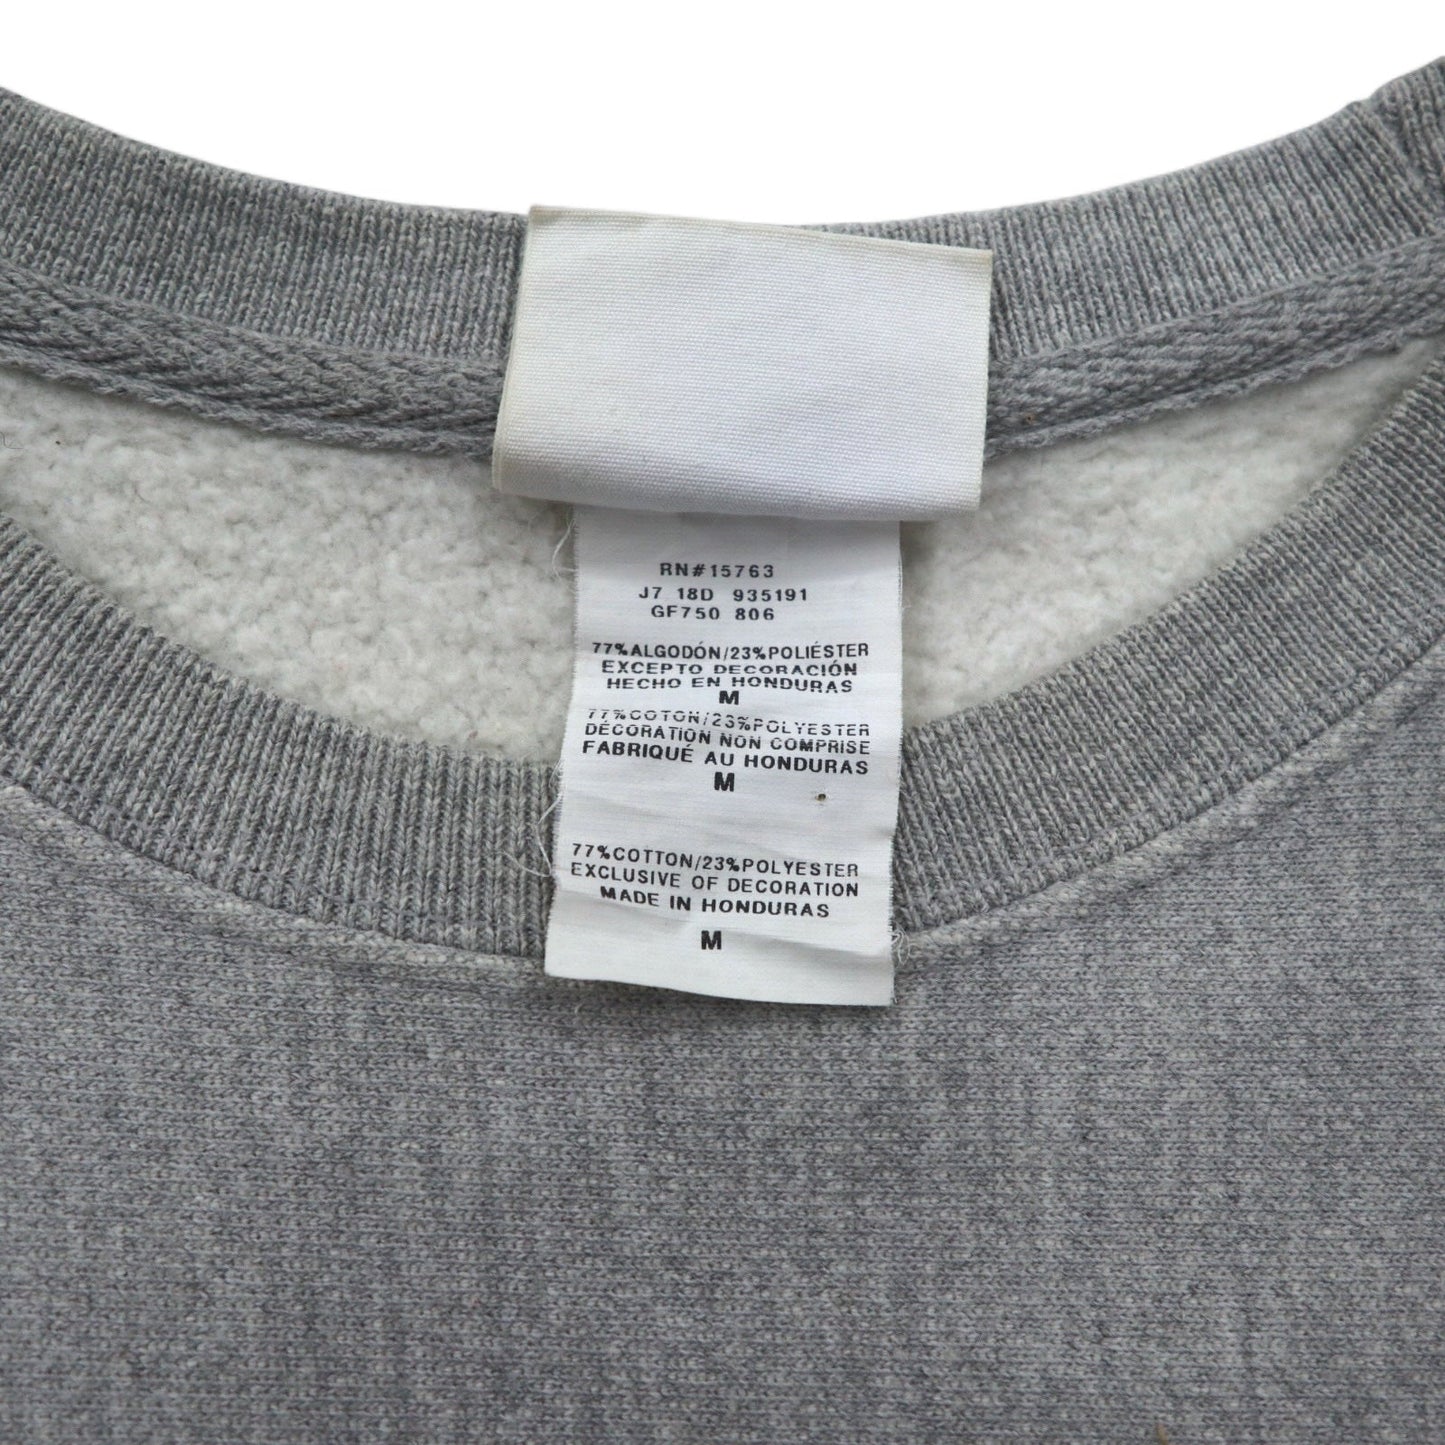 RN#15763
J7 18D 935191
GF750 806
77%ALGODÓN/23%POLIÉSTER
EXCEPTO DECORACIÓN
HECHO EN HONDURAS
M
77%COTON/23%POLYESTER
DÉCORATION NON COMPRISE
FABRIQUÉ AU HONDURAS
M
77%COTTON/23%POLYESTER
EXCLUSIVE OF DECORATION
MADE IN HONDURAS
M